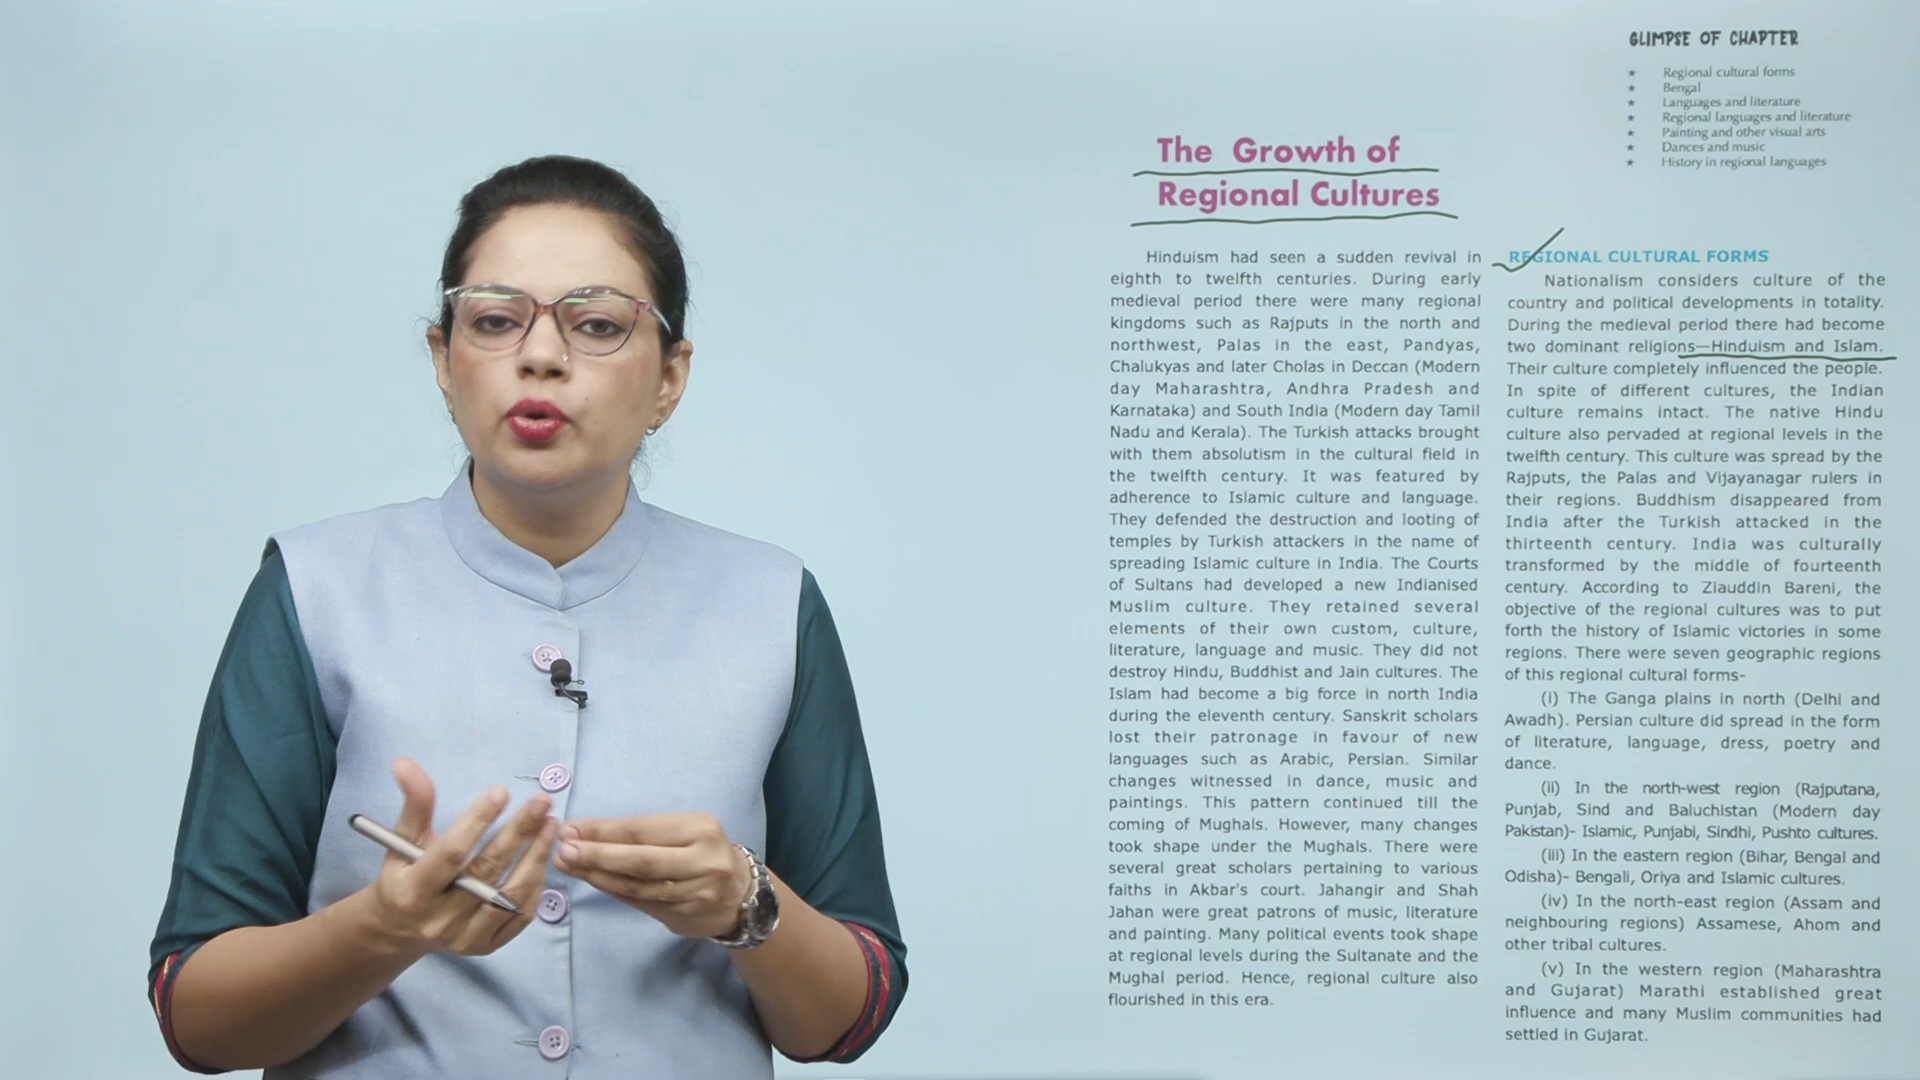 GLIMPSE OF CHAPTER
★ Regional cultural forms
★ Bengal
★ Languages and literature
★ Regional languages and literature
★ Painting and other visual arts
★ Dances and music
★ History in regional languages
The Growth of
Regional Cultures
Hinduism had seen a sudden revival in
eighth to twelfth centuries. During early
medieval period there were many regional
kingdoms such as Rajputs in the north and
northwest, Palas in the east, Pandyas,
Chalukyas and later Cholas in Deccan (Modern
day Maharashtra, Andhra Pradesh and
Karnataka) and South India (Modern day Tamil
Nadu and Kerala). The Turkish attacks brought
with them absolutism in the cultural field in
the twelfth century. It was featured by
adherence to Islamic culture and language.
They defended the destruction and looting of
temples by Turkish attackers in the name of
spreading Islamic culture in India. The Courts
of Sultans had developed a new Indianised
Muslim culture. They retained several
elements of their own custom, culture,
literature, language and music. They did not
destroy Hindu, Buddhist and Jain cultures. The
Islam had become a big force in north India
during the eleventh century. Sanskrit scholars
lost their patronage in favour of new
languages such as Arabic, Persian. Similar
changes witnessed in dance, music and
paintings. This pattern continued till the
coming of Mughals. However, many changes
took shape under the Mughals. There were
several great scholars pertaining to various
faiths in Akbar's court. Jahangir and Shah
Jahan were great patrons of music, literature
and painting. Many political events took shape
at regional levels during the Sultanate and the
Mughal period. Hence, regional culture also
flourished in this era.
REGIONAL CULTURAL FORMS
Nationalism considers culture of the
country and political developments in totality.
During the medieval period there had become
two dominant religions—Hinduism and Islam.
Their culture completely influenced the people.
In spite of different cultures, the Indian
culture remains intact. The native Hindu
culture also pervaded at regional levels in the
twelfth century. This culture was spread by the
Rajputs, the Palas and Vijayanagar rulers in
their regions. Buddhism disappeared from
India after the Turkish attacked in the
thirteenth century. India was culturally
transformed by the middle of fourteenth
century. According to Ziauddin Bareni, the
objective of the regional cultures was to put
forth the history of Islamic victories in some
regions. There were seven geographic regions
of this regional cultural forms-
(i) The Ganga plains in north (Delhi and
Awadh). Persian culture did spread in the form
of literature, language, dress, poetry and
dance.
(ii) In the north-west region (Rajputana,
Punjab, Sind and Baluchistan (Modern day
Pakistan)- Islamic, Punjabi, Sindhi, Pushto cultures.
(iii) In the eastern region (Bihar, Bengal and
Odisha)- Bengali, Oriya and Islamic cultures.
(iv) In the north-east region (Assam and
neighbouring regions) Assamese, Ahom and
other tribal cultures.
(v) In the western region (Maharashtra
and Gujarat) Marathi established great
influence and many Muslim communities had
settled in Gujarat.